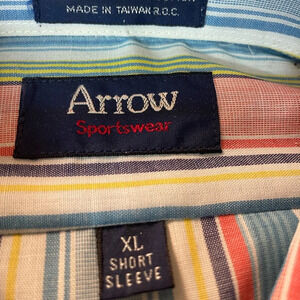 MADE IN TAIWAN R.O.C.
Arrow
Sportswear
XL
SHORT
SLEEVE